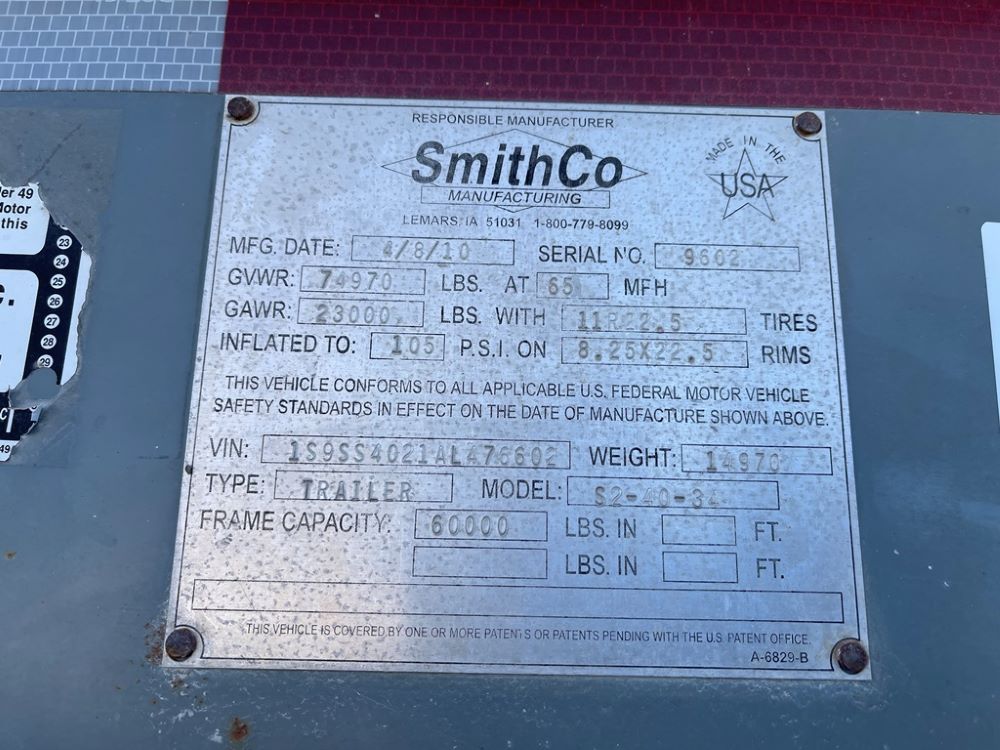 er 49
otor
this
23
24
25
26
27
28
29
C.
49
RESPONSIBLE MANUFACTURER
SmithCo
MANUFACTURING
LEMARS, IA 51031 1-800-779-8099
MADE IN THE
USA
MFG. DATE: 4/8/10 SERIAL NO. 9602
GVWR: 74970 LBS. AT 65 MPH
GAWR: 23000 LBS. WITH 11R22.5 TIRES
INFLATED TO: 105 P.S.I. ON 8.25X22.5 RIMS
THIS VEHICLE CONFORMS TO ALL APPLICABLE U.S. FEDERAL MOTOR VEHICLE
SAFETY STANDARDS IN EFFECT ON THE DATE OF MANUFACTURE SHOWN ABOVE.
VIN: 1S9SS4021AL476602 WEIGHT: 14970
TYPE: TRAILER MODEL: S2-40-34
FRAME CAPACITY: 60000 LBS. IN FT.
LBS. IN FT.
THIS VEHICLE IS COVERED BY ONE OR MORE PATENTS OR PATENTS PENDING WITH THE U.S. PATENT OFFICE.
A-6829-B